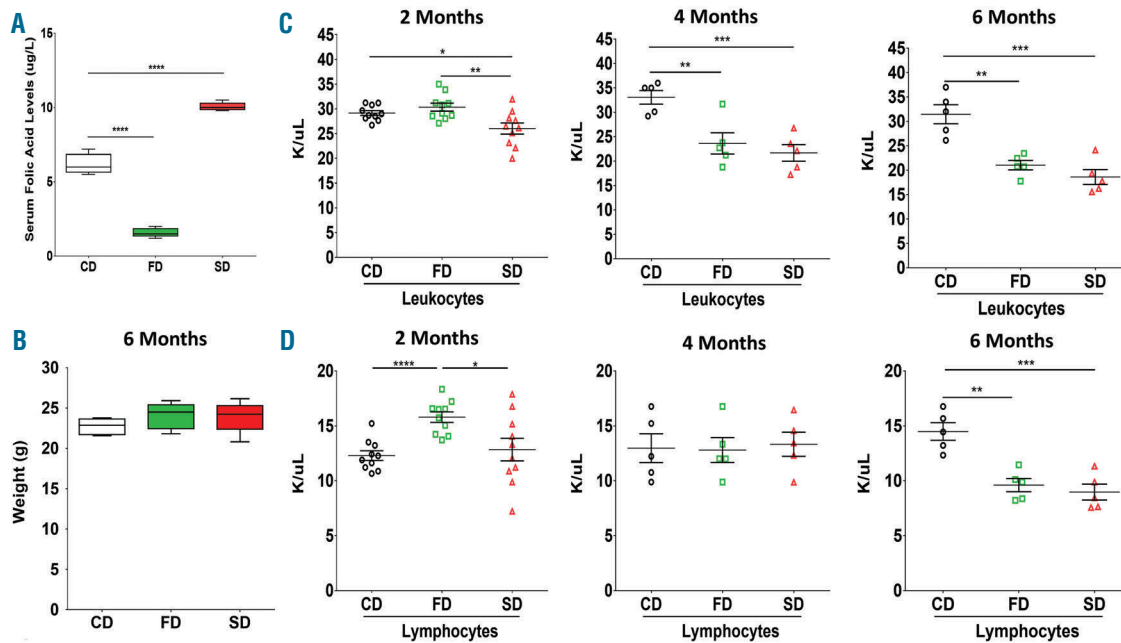 A
Serum Folic Acid Levels (ug/L)
15
10
5
0
****
****
CD FD SD
C
2 Months
K/uL
45
40
35
30
25
20
15
10
5
0
*
**
CD FD SD
Leukocytes
4 Months
K/uL
45
40
35
30
25
20
15
10
5
0
***
**
CD FD SD
Leukocytes
6 Months
K/uL
45
40
35
30
25
20
15
10
5
0
***
**
CD FD SD
Leukocytes
B
6 Months
Weight (g)
30
25
20
15
10
5
0
CD FD SD
D
2 Months
K/uL
20
15
10
5
0
****
*
CD FD SD
Lymphocytes
4 Months
K/uL
20
15
10
5
0
CD FD SD
Lymphocytes
6 Months
K/uL
20
15
10
5
0
***
**
CD FD SD
Lymphocytes